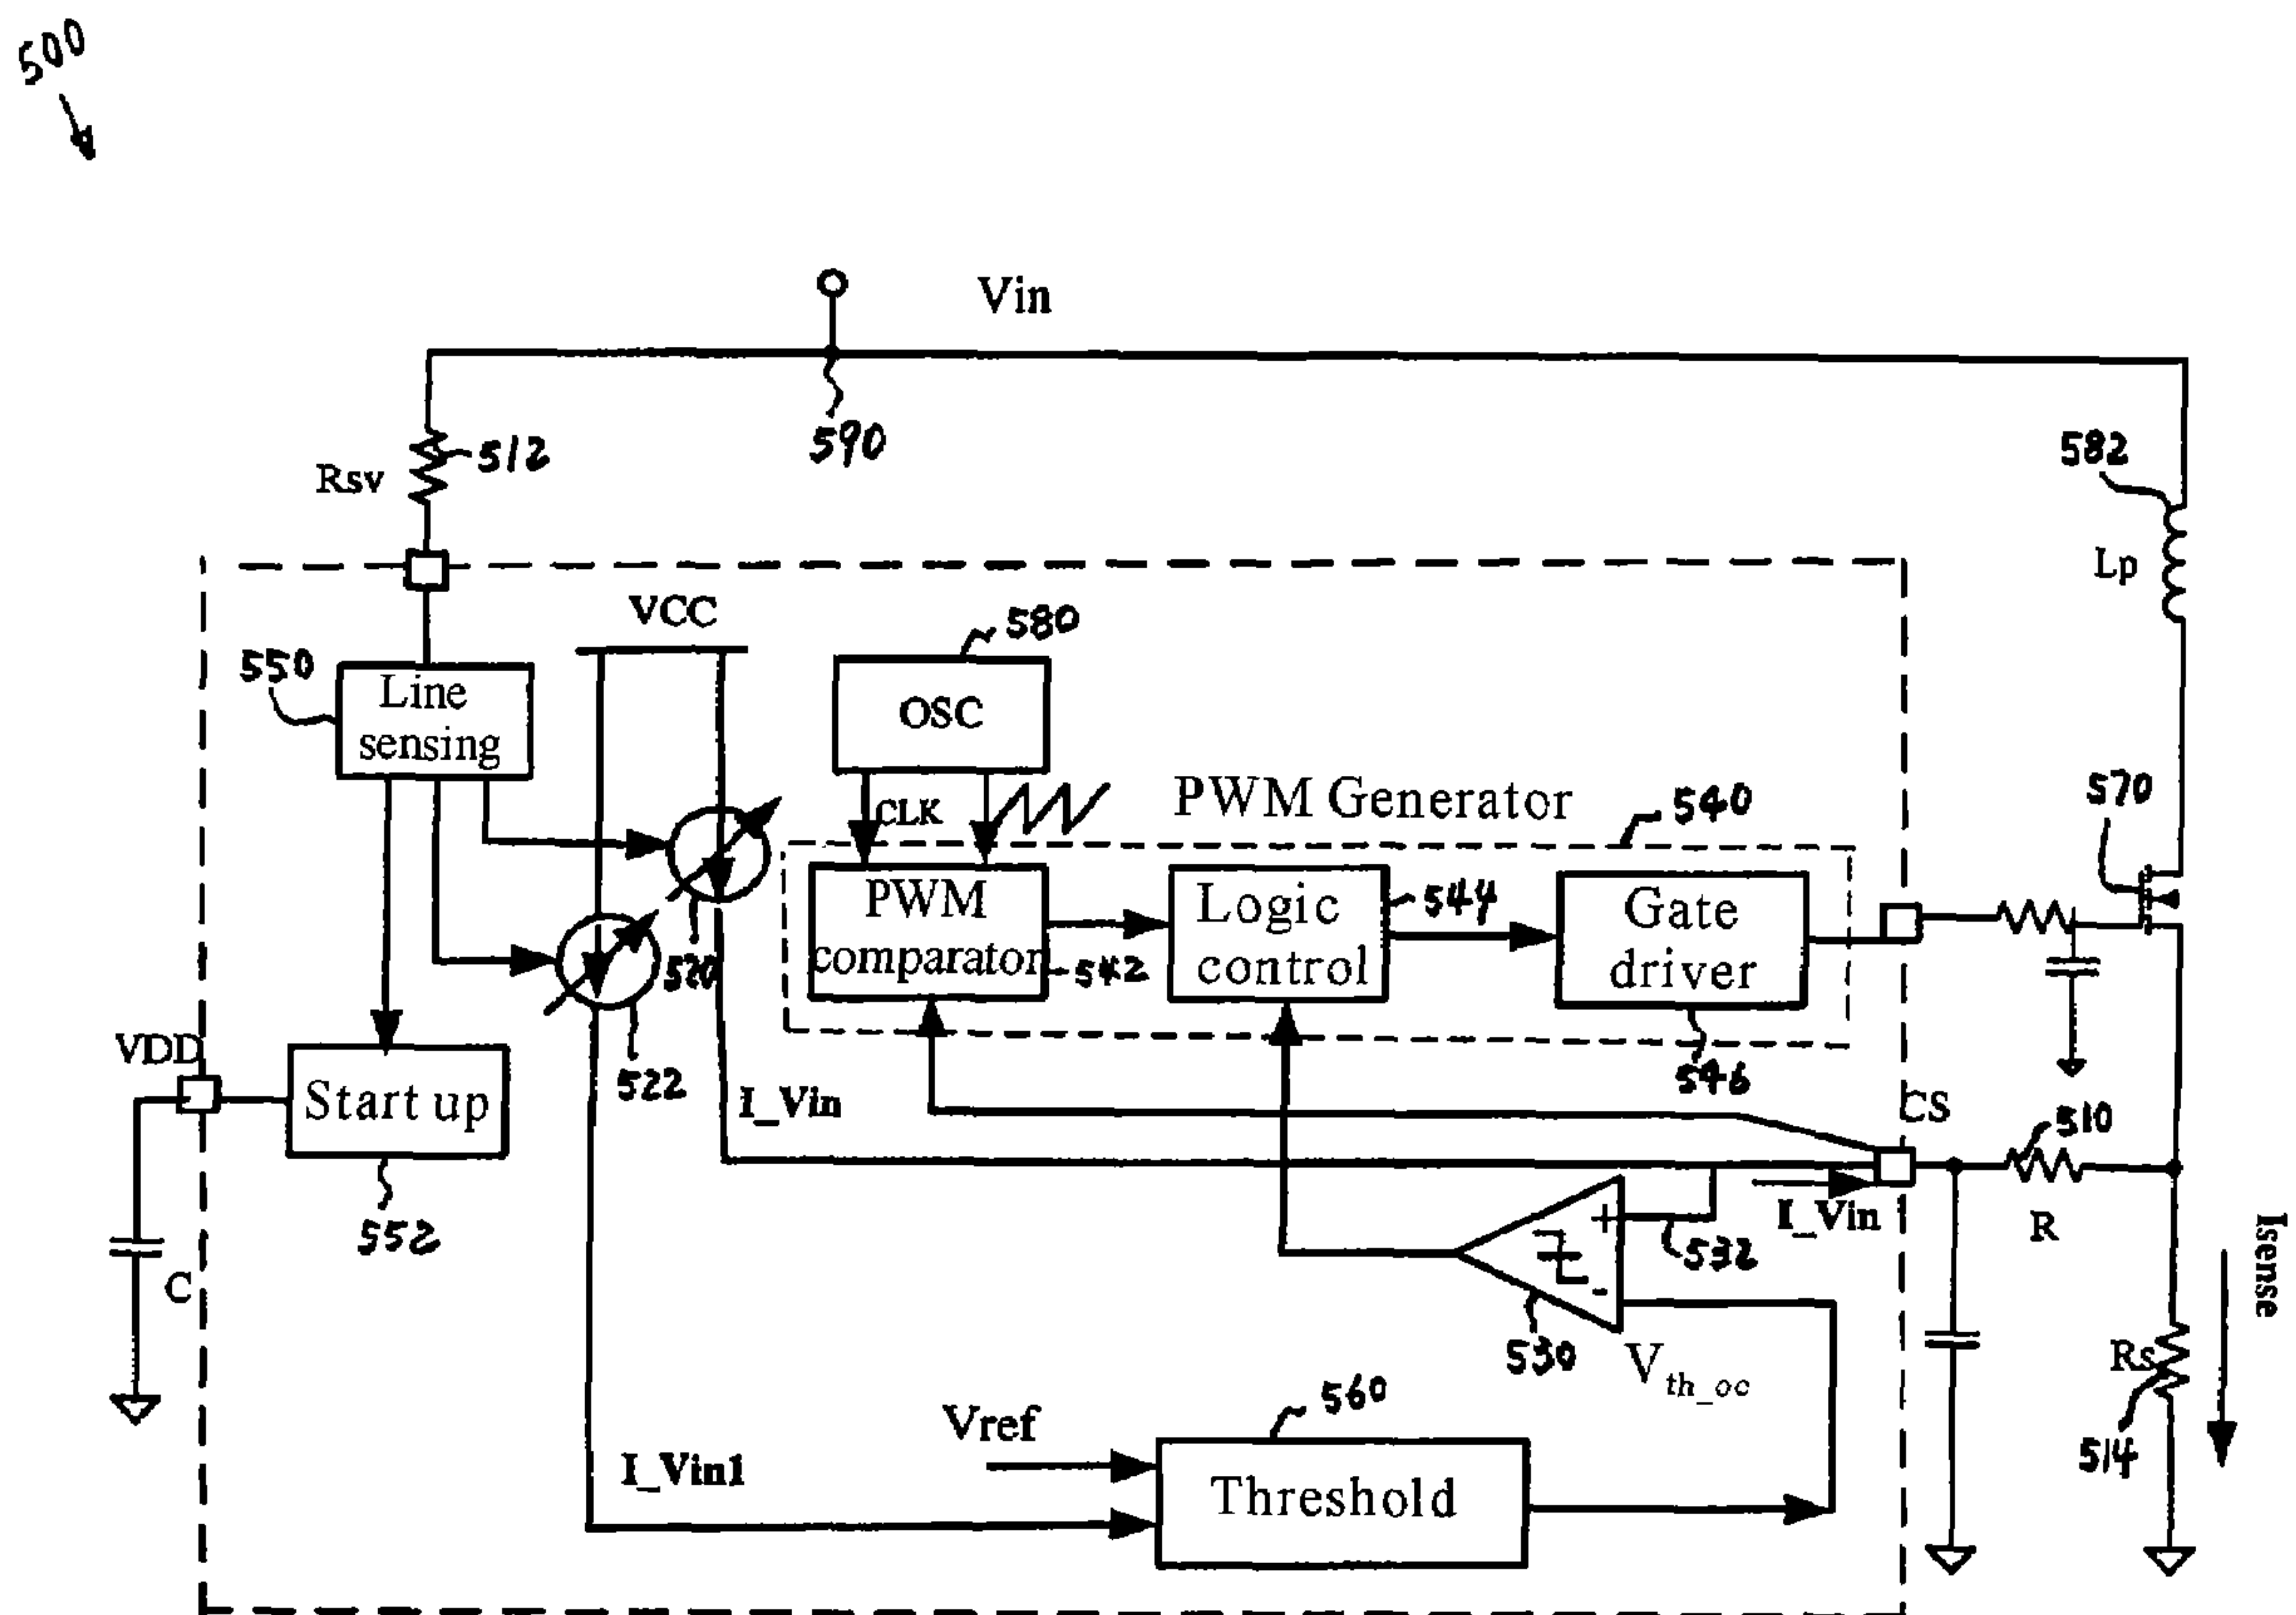 500
Vin
590
Rsv
512
582
Lp
VCC
580
550
Line
sensing
OSC
CLK
PWM Generator
540
570
PWM
comparator
542
Logic
control
544
Gate
driver
546
520
522
VDD
Start up
552
C
I_Vin
CS
510
R
I_Vin
532
+
-
530
Vth_oc
Isense
Rs
514
Vref
560
I_Vin1
Threshold